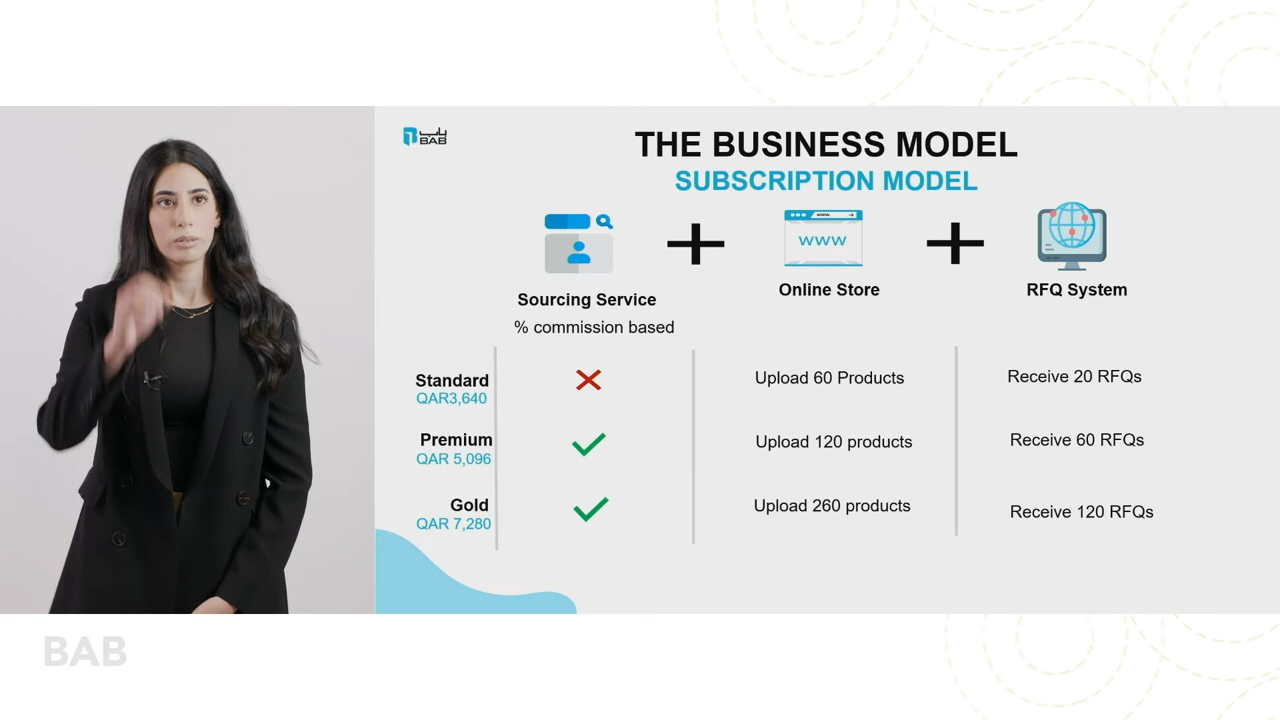 باب
BAB
THE BUSINESS MODEL
SUBSCRIPTION MODEL
www.
WWW
Sourcing Service
Online Store
RFQ System
% commission based
Standard
Upload 60 Products
Receive 20 RFQs
QAR3,640
Premium
Upload 120 products
Receive 60 RFQs
QAR 5,096
Gold
Upload 260 products
Receive 120 RFQs
QAR 7,280
BAB